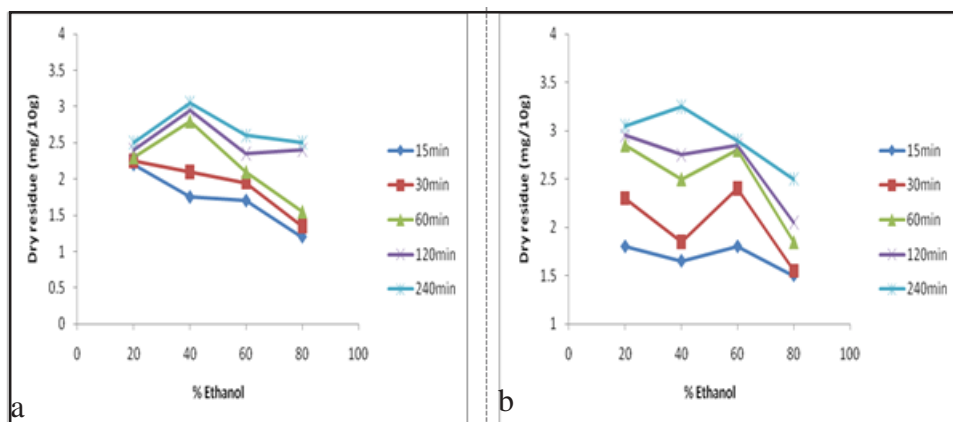 Dry residue (mg/10g)
4
3.5
3
2.5
2
1.5
1
0.5
0
0 20 40 60 80 100
% Ethanol
15min
30min
60min
120min
240min
a
Dry residue (mg/10g)
4
3.5
3
2.5
2
1.5
1
0 20 40 60 80 100
% Ethanol
15min
30min
60min
120min
240min
b